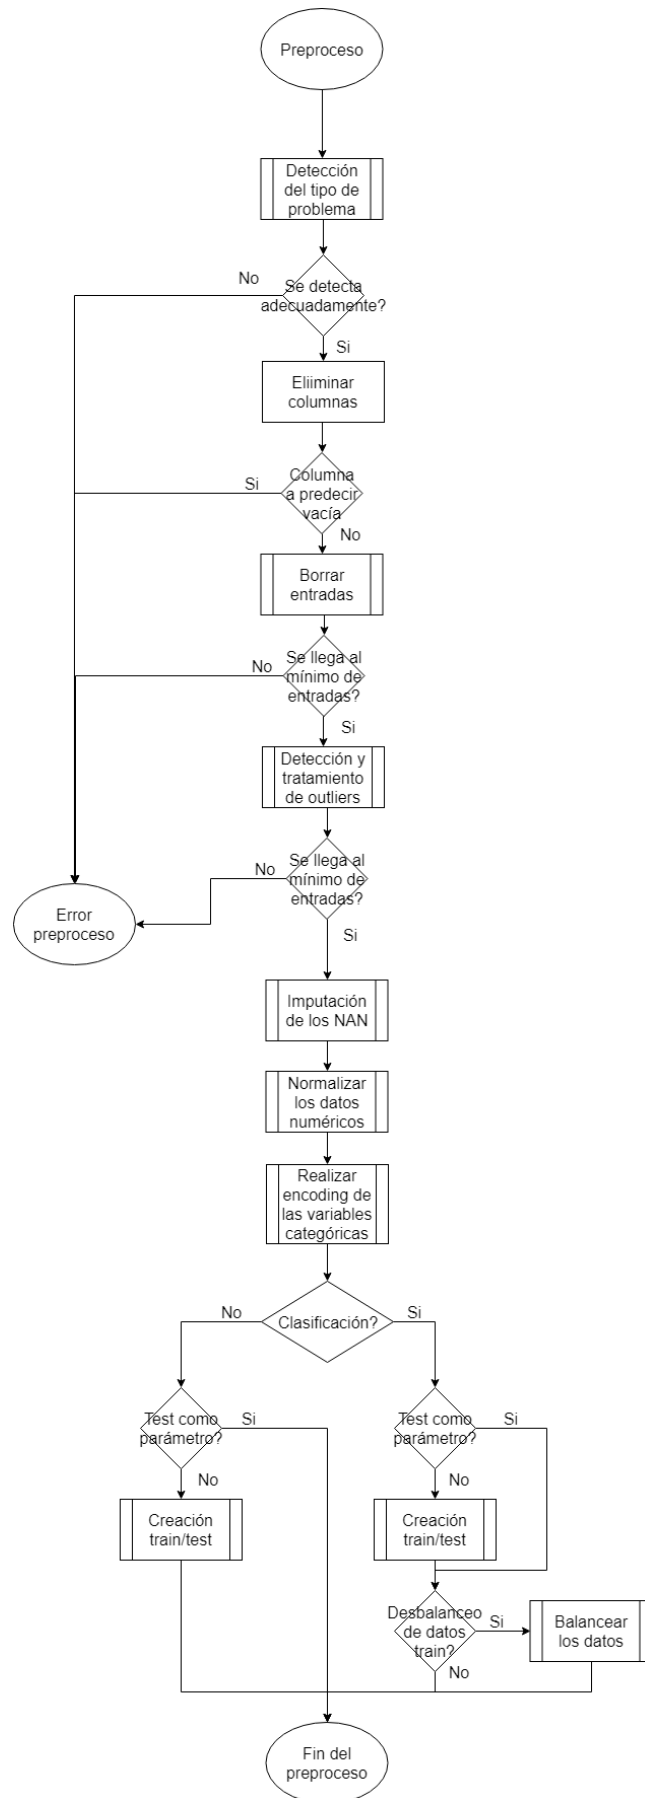 Preproceso
Detección
del tipo de
problema
No
Se detecta
adecuadamente?
Si
Eliiminar
columnas
Columna
a predecir
vacía
Si
No
Borrar
entradas
Se llega al
mínimo de
entradas?
No
Si
Detección y
tratamiento
de outliers
Se llega al
mínimo de
entradas?
No
Error
preproceso
Si
Imputación
de los NAN
Normalizar
los datos
numéricos
Realizar
encoding de
las variables
categóricas
No
Clasificación?
Si
Test como
parámetro?
Si
No
Creación
train/test
Test como
parámetro?
Si
No
Creación
train/test
Desbalanceo
de datos
train?
Si
No
Balancear
los datos
Fin del
preproceso